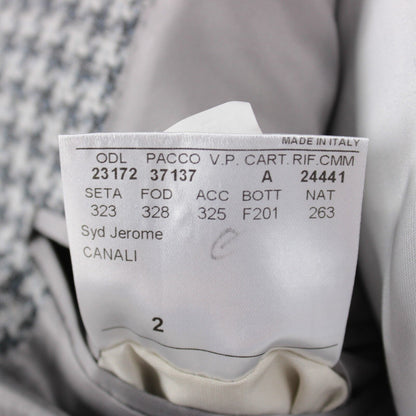 MADE IN ITALY
ODL PACCO V.P. CART. RIF.CMM
23172 37137 A 24441
SETA FOD ACC BOTT NAT
323 328 325 F201 263
Syd Jerome
CANALI
2